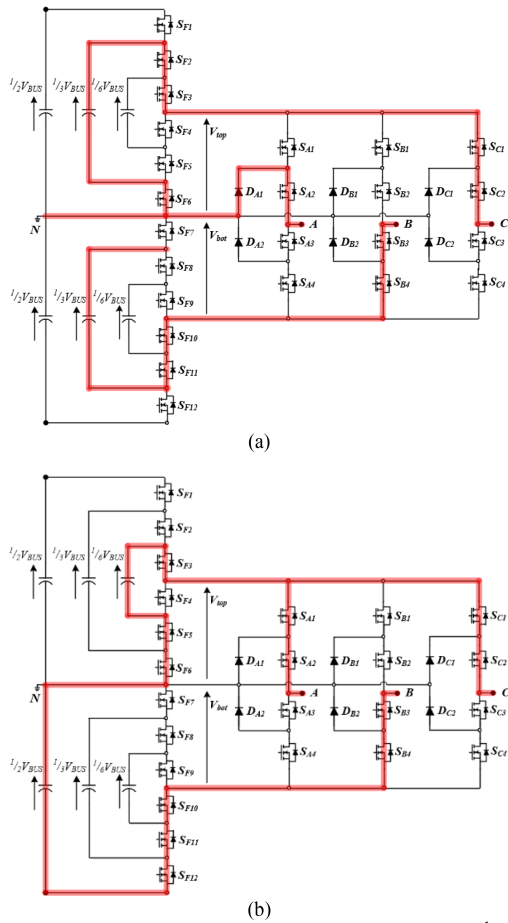 S_F1
S_F2
1/2V_BUS 1/3V_BUS 1/6V_BUS S_F3
S_F4 V_top S_A1 S_B1 S_C1
S_F5
D_A1 S_A2 D_B1 S_B2 D_C1 S_C2
S_F6
N A B C
S_F7 V_bot
D_A2 S_A3 D_B2 S_B3 D_C2 S_C3
S_F8
1/2V_BUS 1/3V_BUS 1/6V_BUS S_F9 S_A4 S_B4 S_C4
S_F10
S_F11
S_F12
(a)
S_F1
S_F2
1/2V_BUS 1/3V_BUS 1/6V_BUS S_F3
S_F4 V_top S_A1 S_B1 S_C1
S_F5
D_A1 S_A2 D_B1 S_B2 D_C1 S_C2
S_F6
N A B C
S_F7 V_bot
D_A2 S_A3 D_B2 S_B3 D_C2 S_C3
S_F8
1/2V_BUS 1/3V_BUS 1/6V_BUS S_F9 S_A4 S_B4 S_C4
S_F10
S_F11
S_F12
(b)